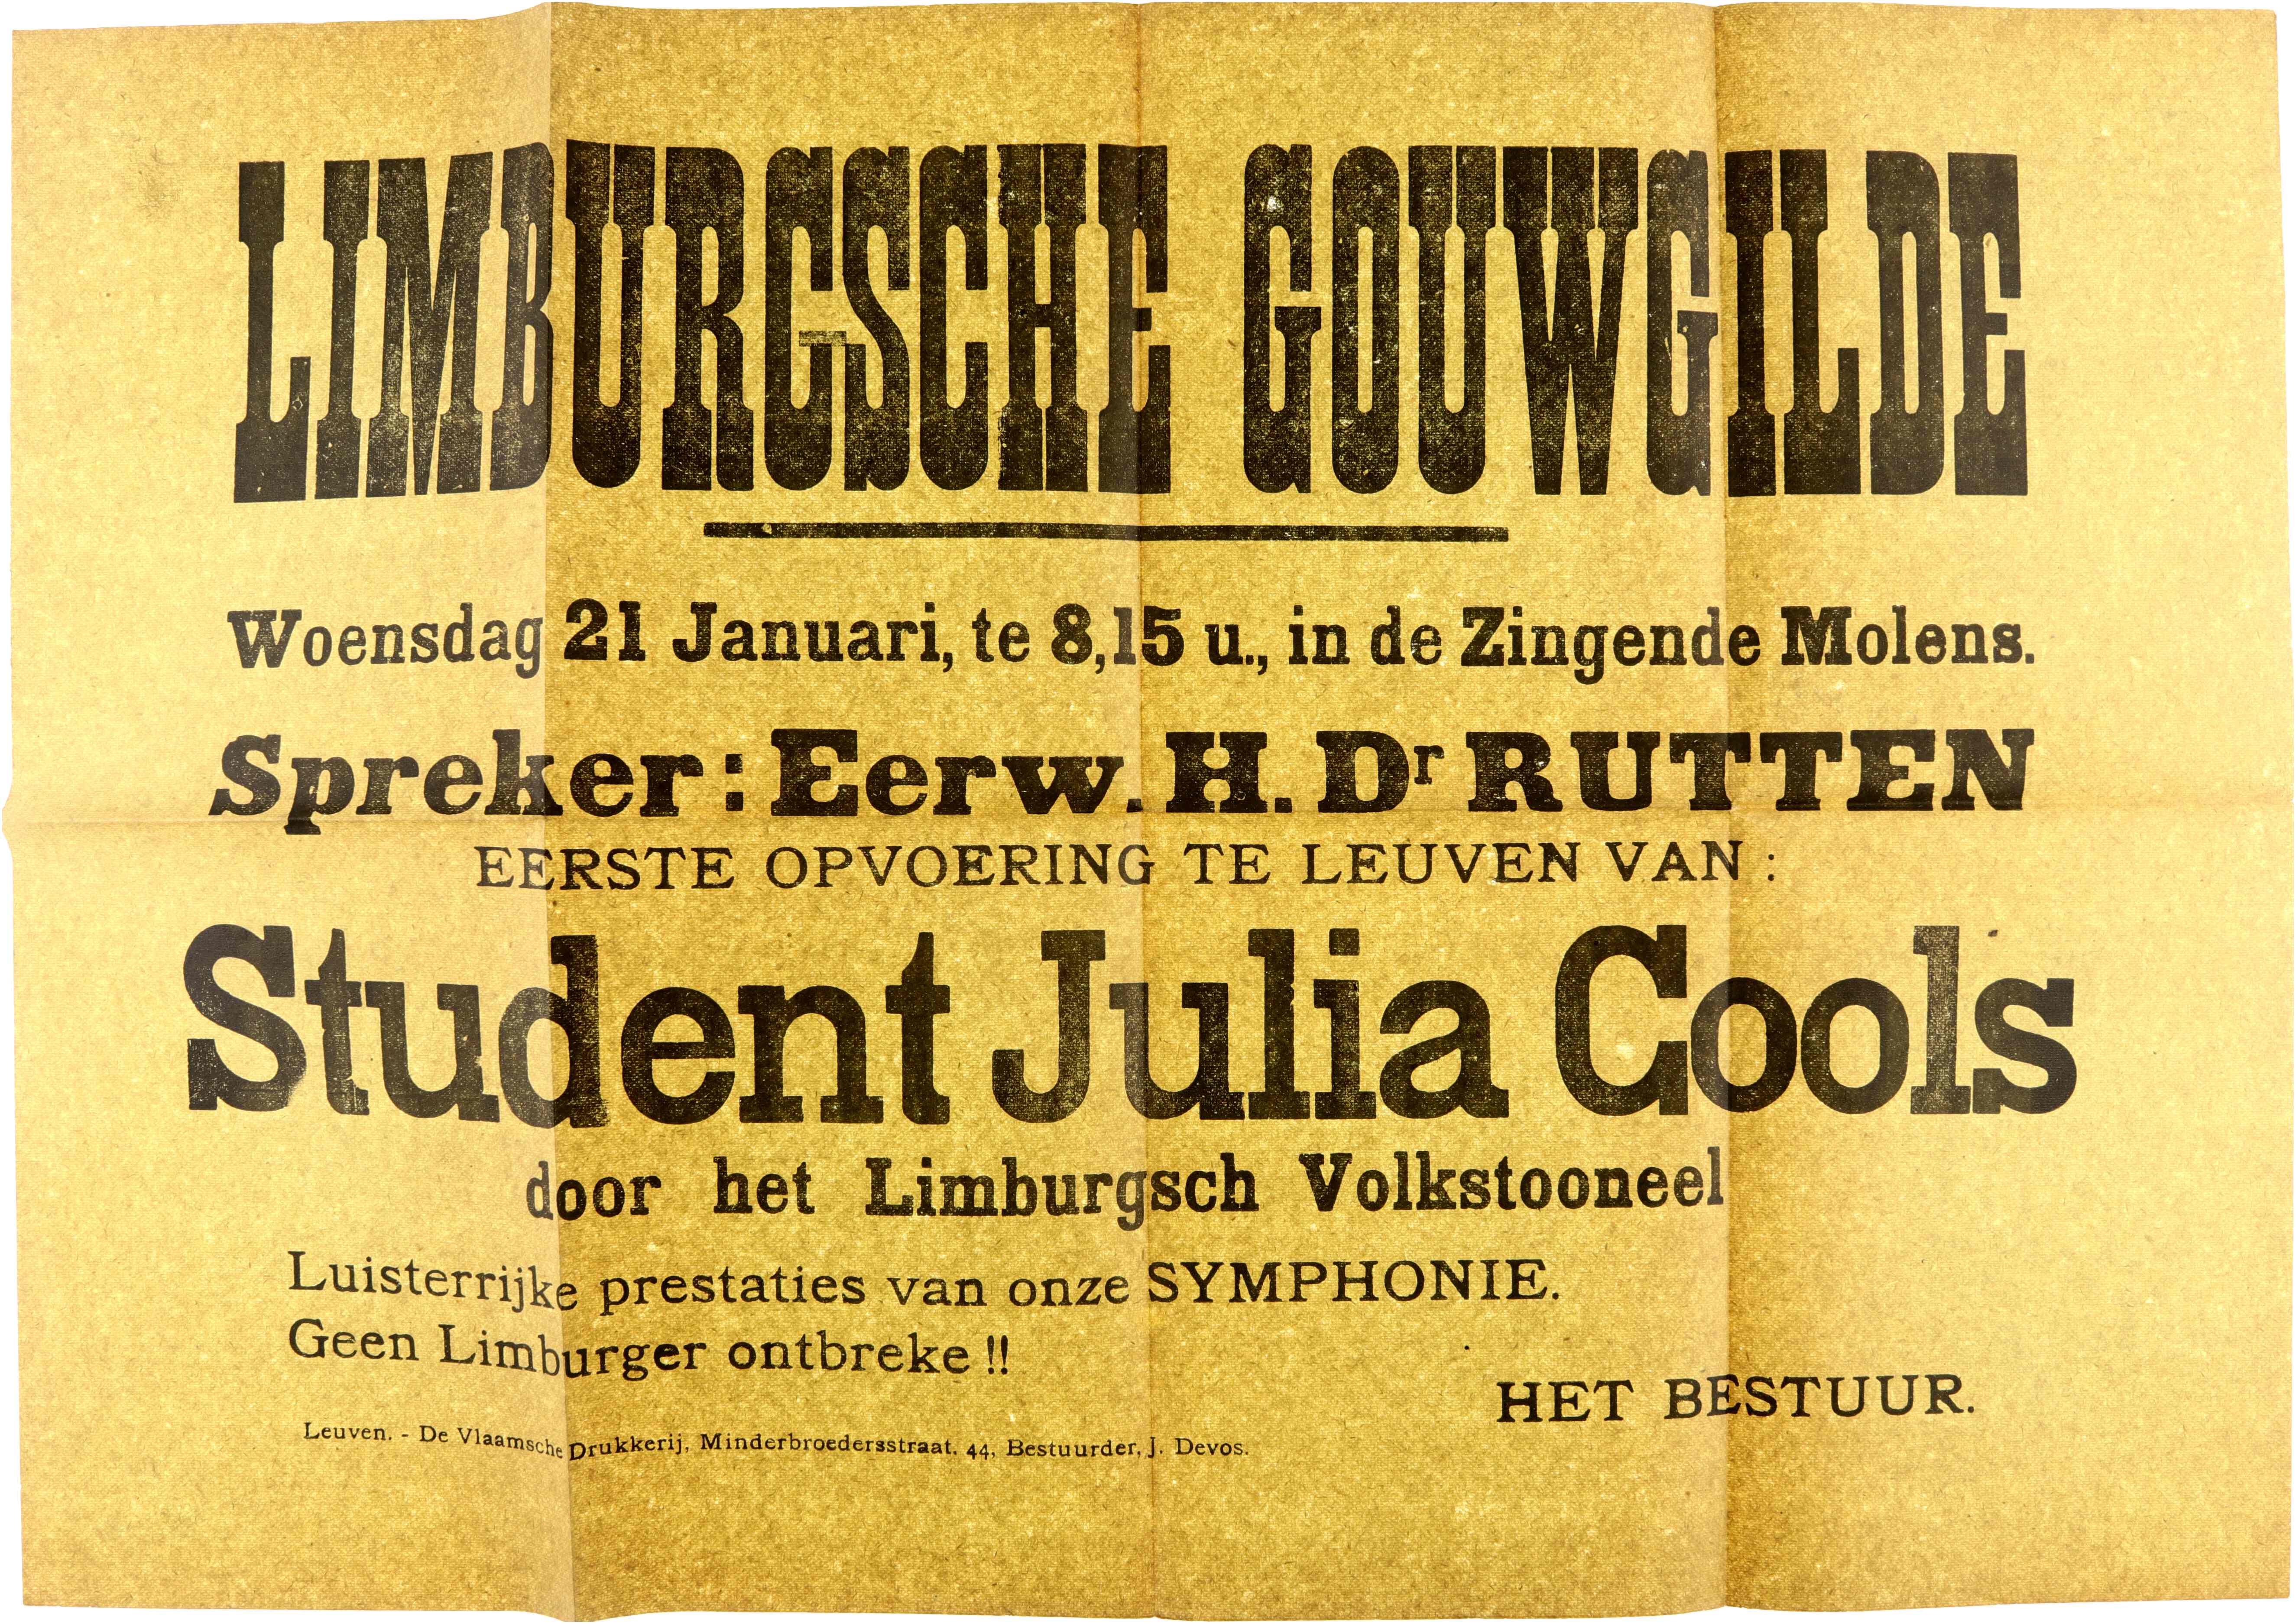 LIMBURGSCHE GOUWGILDE
Woensdag 21 Januari, te 8,15 u., in de Zingende Molens.
Spreker: Eerw. H. Dr RUTTEN
EERSTE OPVOERING TE LEUVEN VAN :
Student Julia Cools
door het Limburgsch Volkstooneel
Luisterrijke prestaties van onze SYMPHONIE.
Geen Limburger ontbreke !!
HET BESTUUR.
Leuven. - De Vlaamsche Drukkerij, Minderbroedersstraat, 44, Bestuurder, J. Devos.